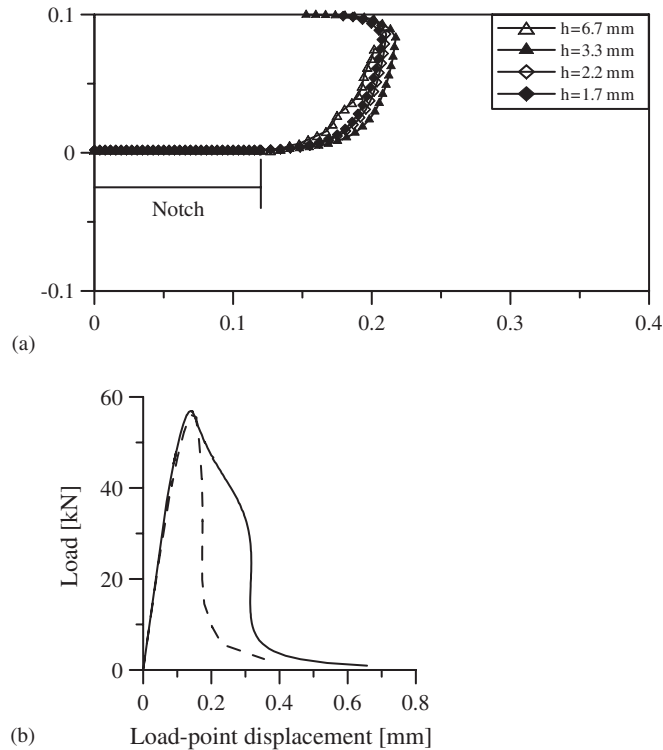 0.1
h=6.7 mm
h=3.3 mm
h=2.2 mm
h=1.7 mm
0
Notch
-0.1
0 0.1 0.2 0.3 0.4
(a)
60
40
20
0
Load [kN]
0 0.2 0.4 0.6 0.8
(b) Load-point displacement [mm]